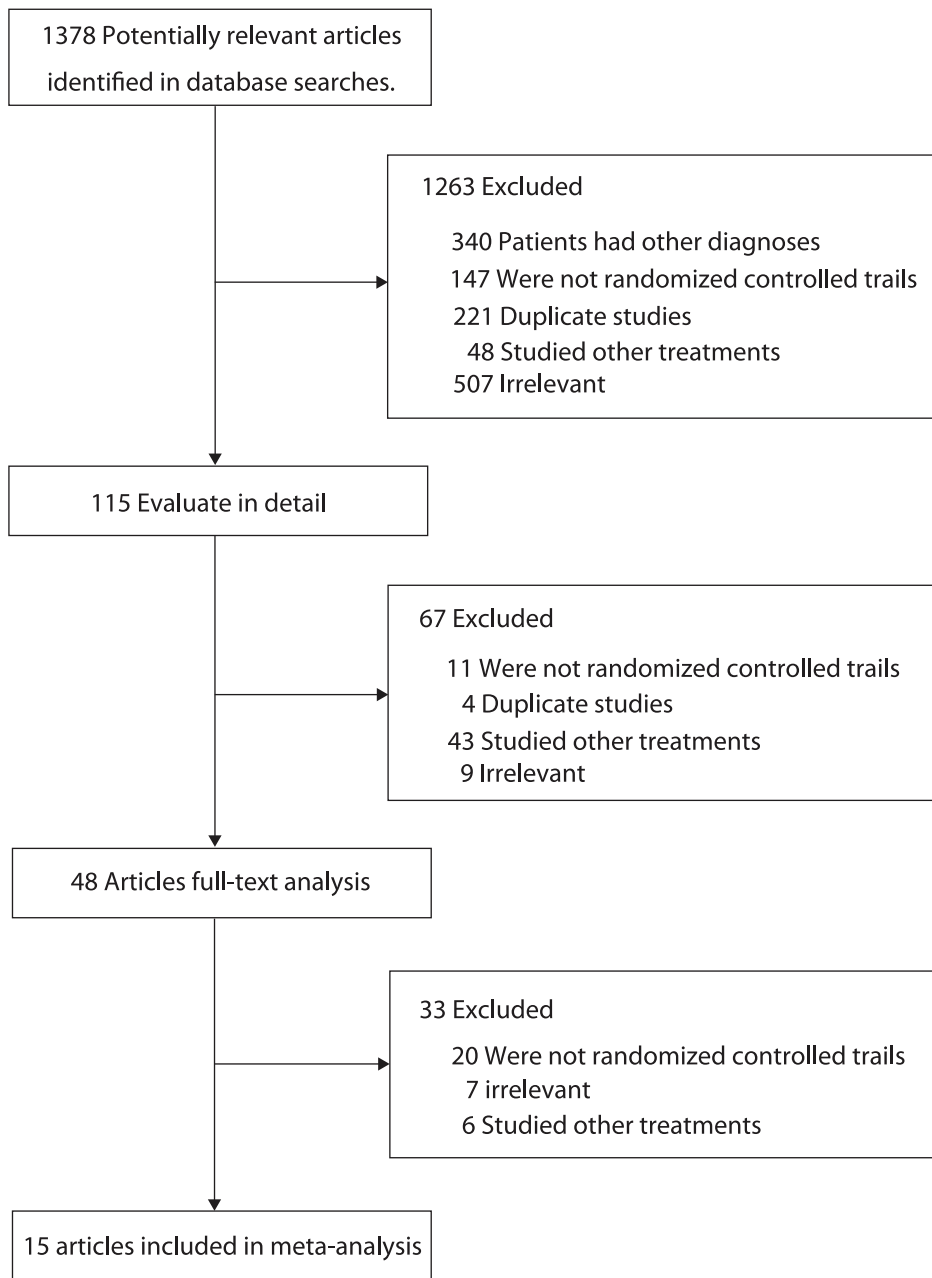 1378 Potentially relevant articles
identified in database searches.
1263 Excluded
340 Patients had other diagnoses
147 Were not randomized controlled trails
221 Duplicate studies
48 Studied other treatments
507 Irrelevant
115 Evaluate in detail
67 Excluded
11 Were not randomized controlled trails
4 Duplicate studies
43 Studied other treatments
9 Irrelevant
48 Articles full-text analysis
33 Excluded
20 Were not randomized controlled trails
7 irrelevant
6 Studied other treatments
15 articles included in meta-analysis